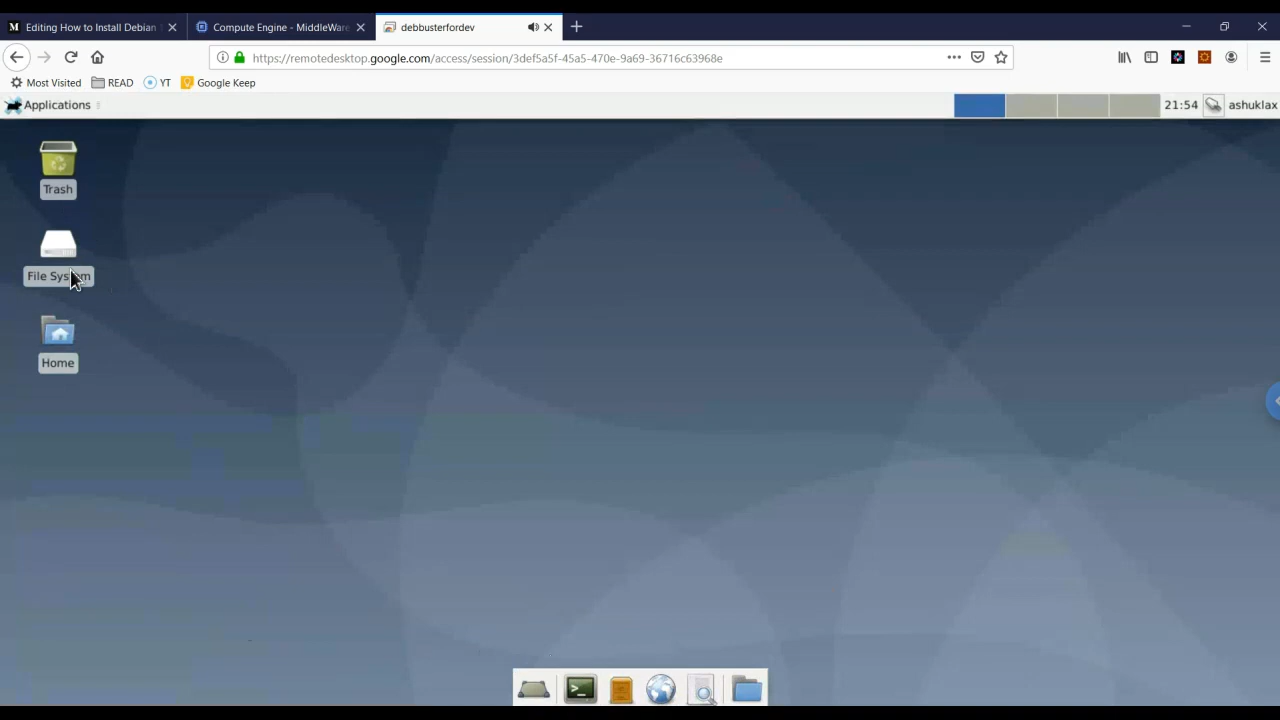 Editing How to Install Debian
Compute Engine - MiddleWare
debbusterfordev
https://remotedesktop.google.com/access/session/3def5a5f-45a5-470e-9a69-36716c63968e
Most Visited
READ
YT
Google Keep
Applications
21:54
ashuklax
Trash
File System
Home